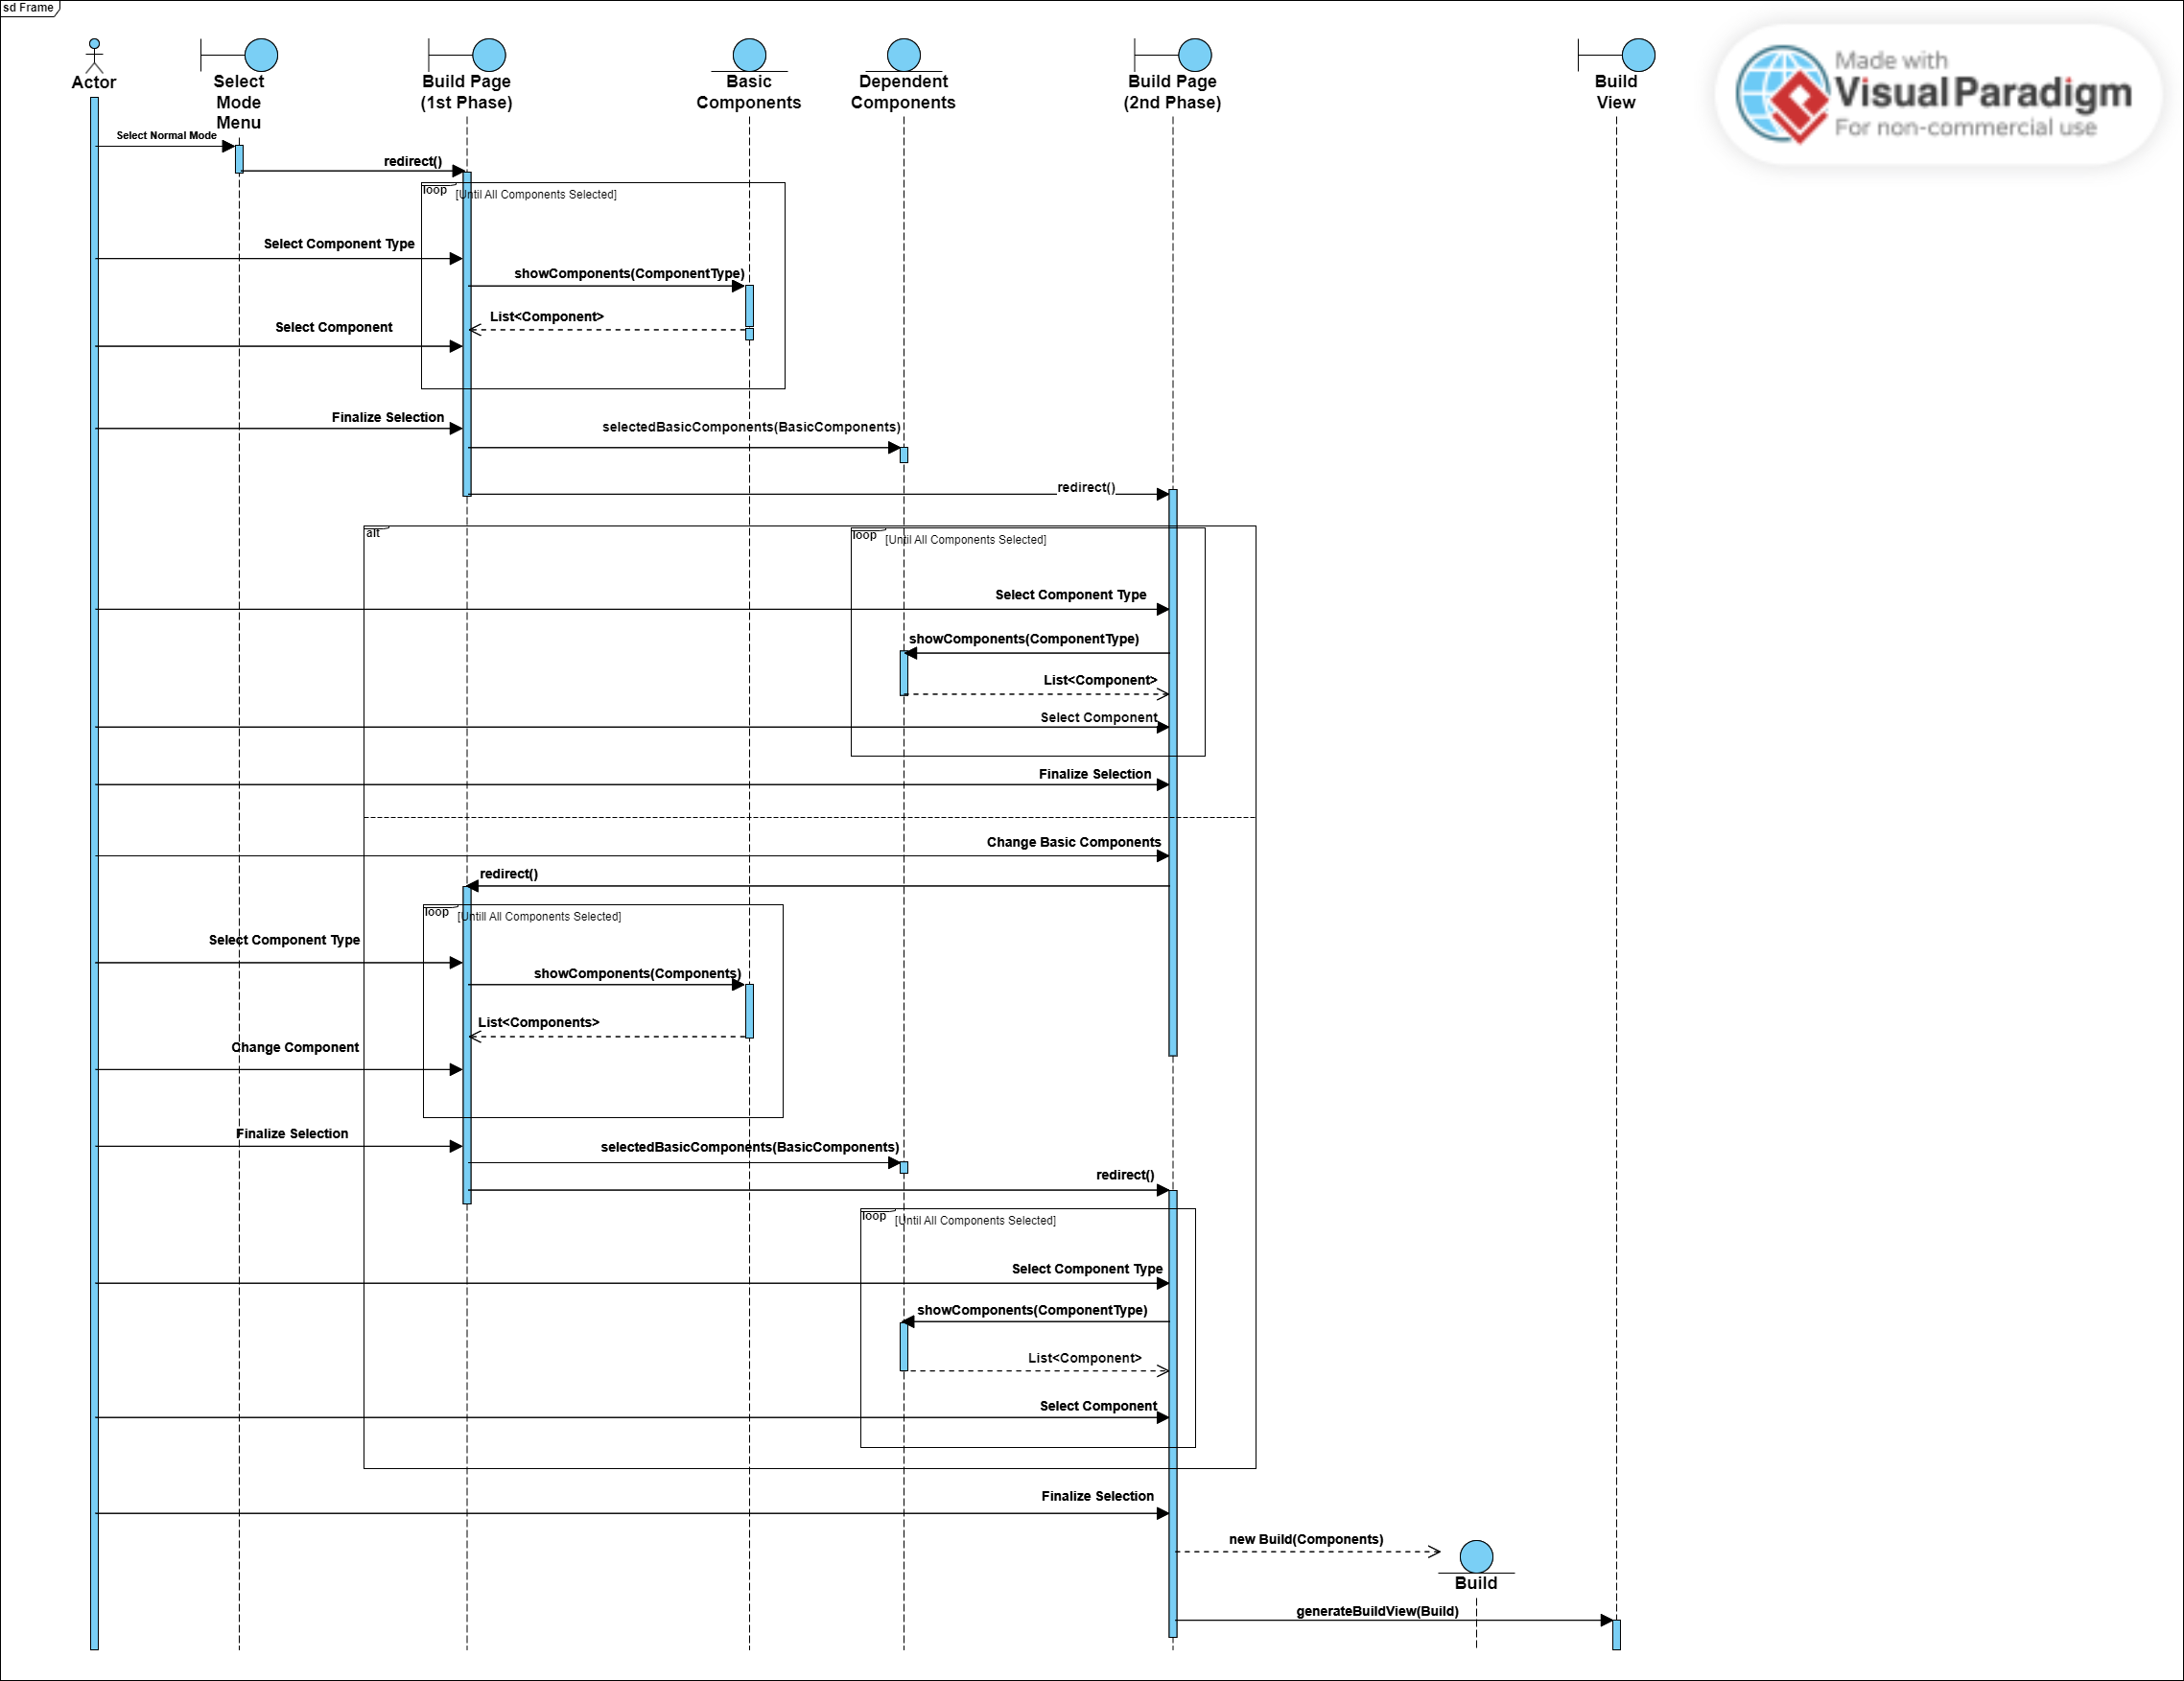 sd Frame
Made with
Visual Paradigm
For non-commercial use
Actor
Select
Mode
Menu
Build Page
(1st Phase)
Basic
Components
Dependent
Components
Build Page
(2nd Phase)
Build
View
Select Normal Mode
redirect()
loop
[Until All Components Selected]
Select Component Type
showComponents(ComponentType)
List<Component>
Select Component
Finalize Selection
selectedBasicComponents(BasicComponents)
redirect()
alt
loop
[Until All Components Selected]
Select Component Type
showComponents(ComponentType)
List<Component>
Select Component
Finalize Selection
Change Basic Components
redirect()
loop
[Untill All Components Selected]
Select Component Type
showComponents(Components)
List<Components>
Change Component
Finalize Selection
selectedBasicComponents(BasicComponents)
redirect()
loop
[Until All Components Selected]
Select Component Type
showComponents(ComponentType)
List<Component>
Select Component
Finalize Selection
new Build(Components)
Build
generateBuildView(Build)